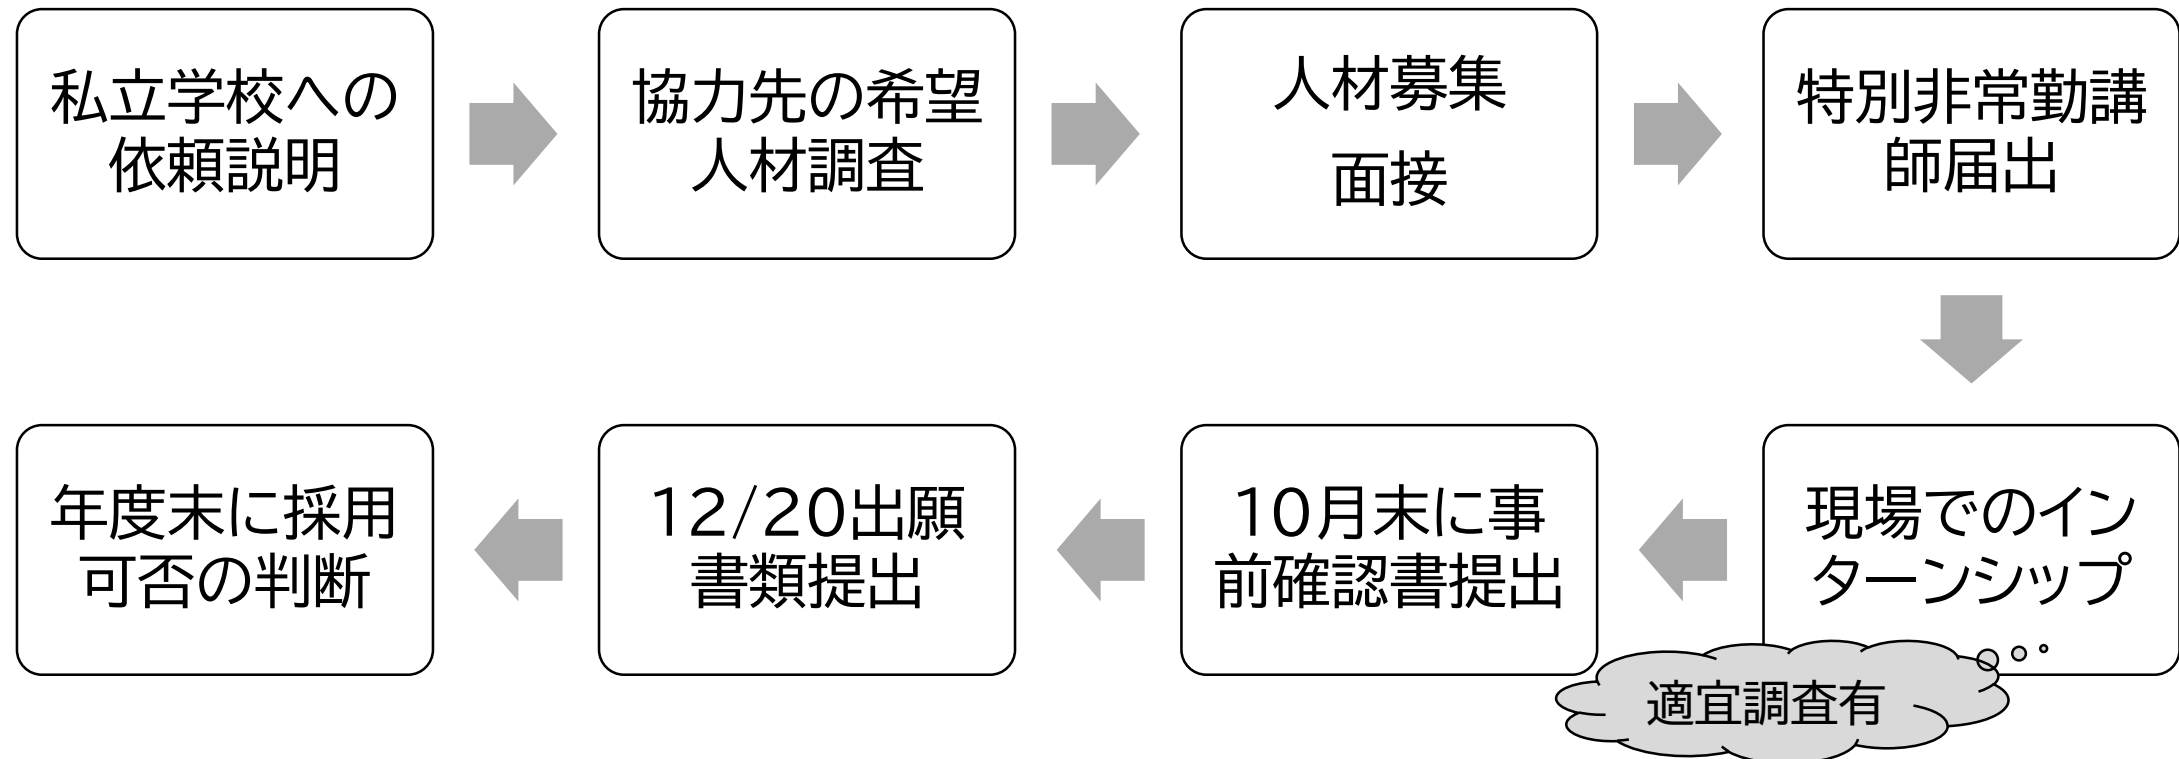 私立学校への
依頼説明
協力先の希望
人材調査
人材募集
面接
特別非常勤講
師届出
現場でのイン
ターンシップ
適宜調査有
10月末に事
前確認書提出
12/20出願
書類提出
年度末に採用
可否の判断